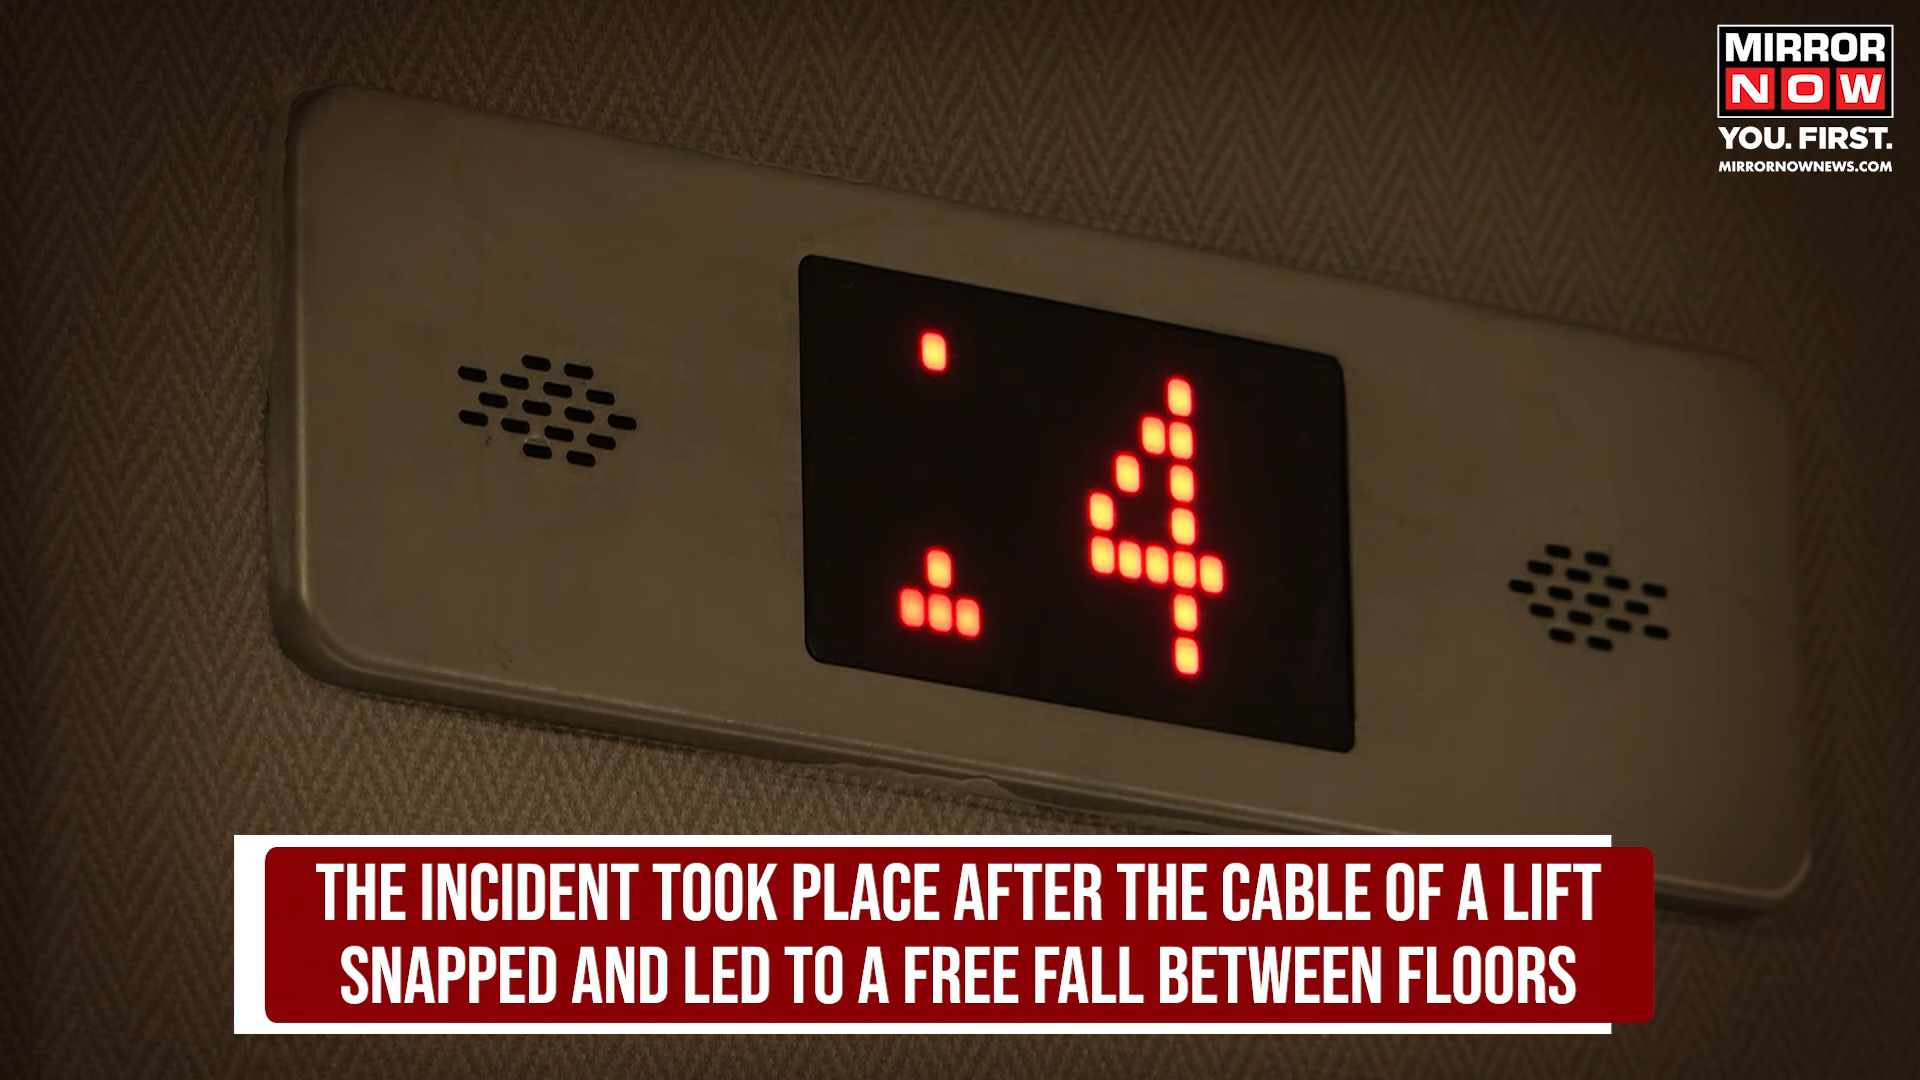 MIRROR
NOW
YOU. FIRST.
MIRRORNOWNEWS.COM
4
THE INCIDENT TOOK PLACE AFTER THE CABLE OF A LIFT
SNAPPED AND LED TO A FREE FALL BETWEEN FLOORS